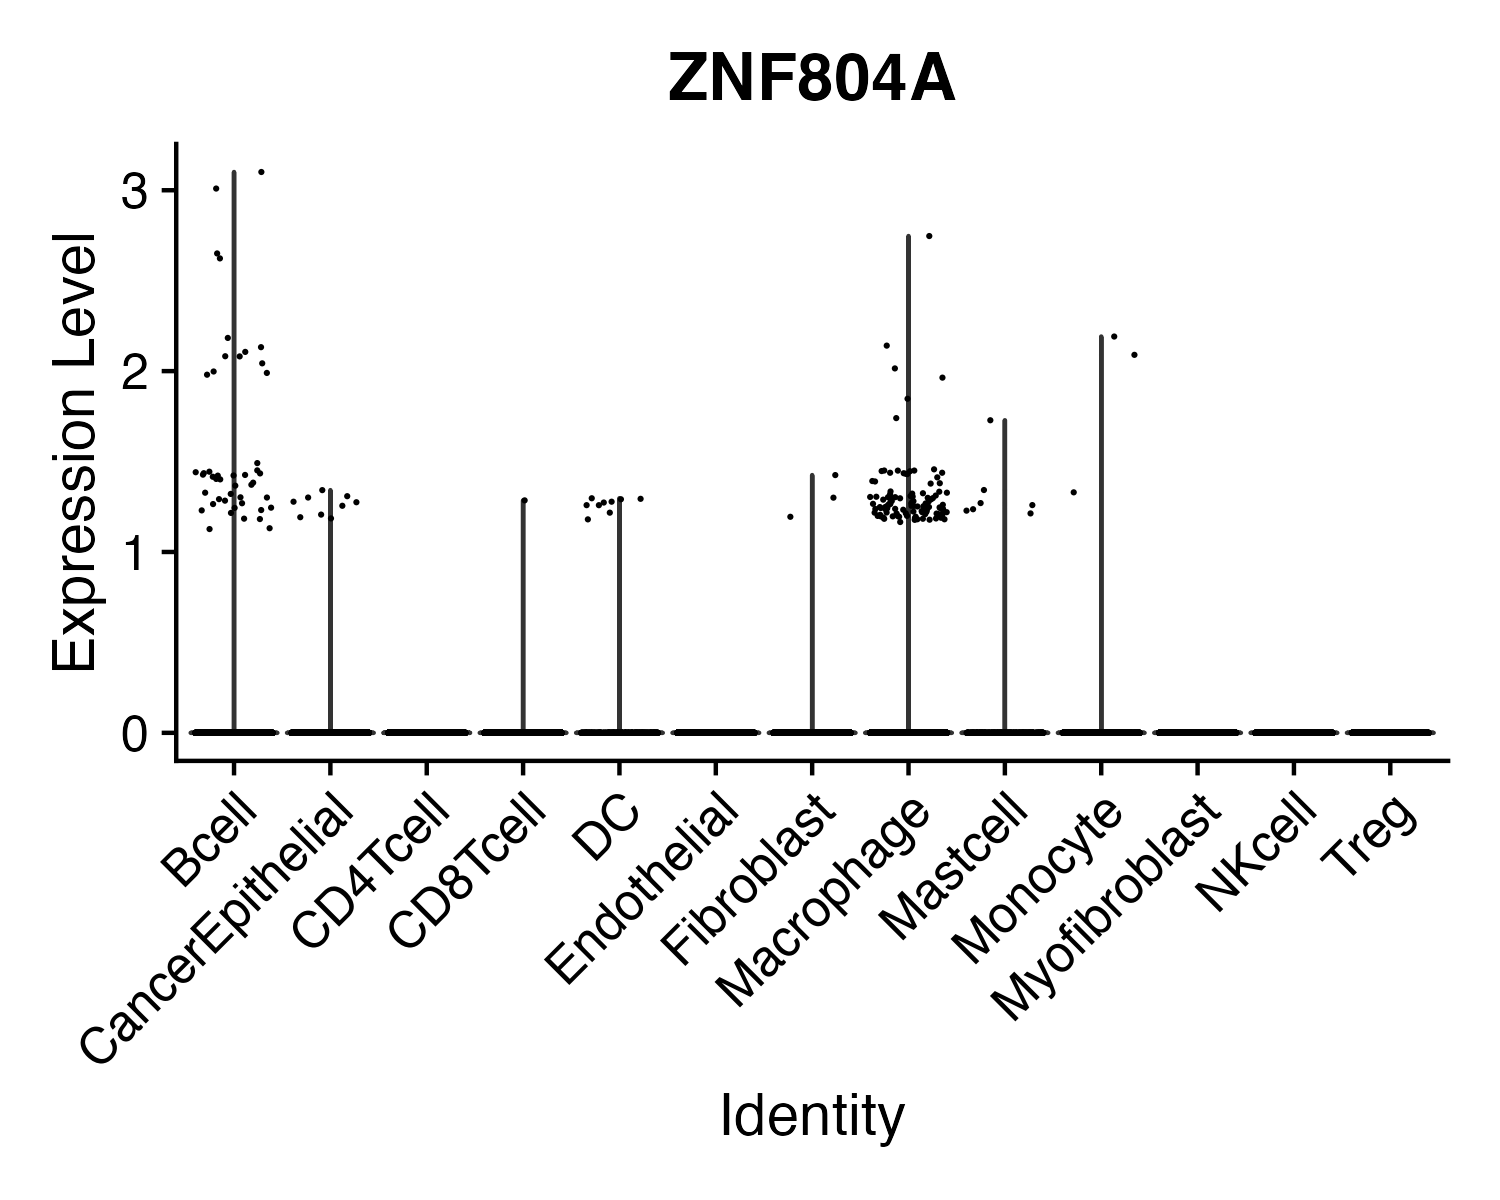 ZNF804A
Expression Level
3
2
1
0
Bcell
CancerEpithelial
CD4Tcell
CD8Tcell
DC
Endothelial
Fibroblast
Macrophage
Mastcell
Monocyte
Myofibroblast
NKcell
Treg
Identity